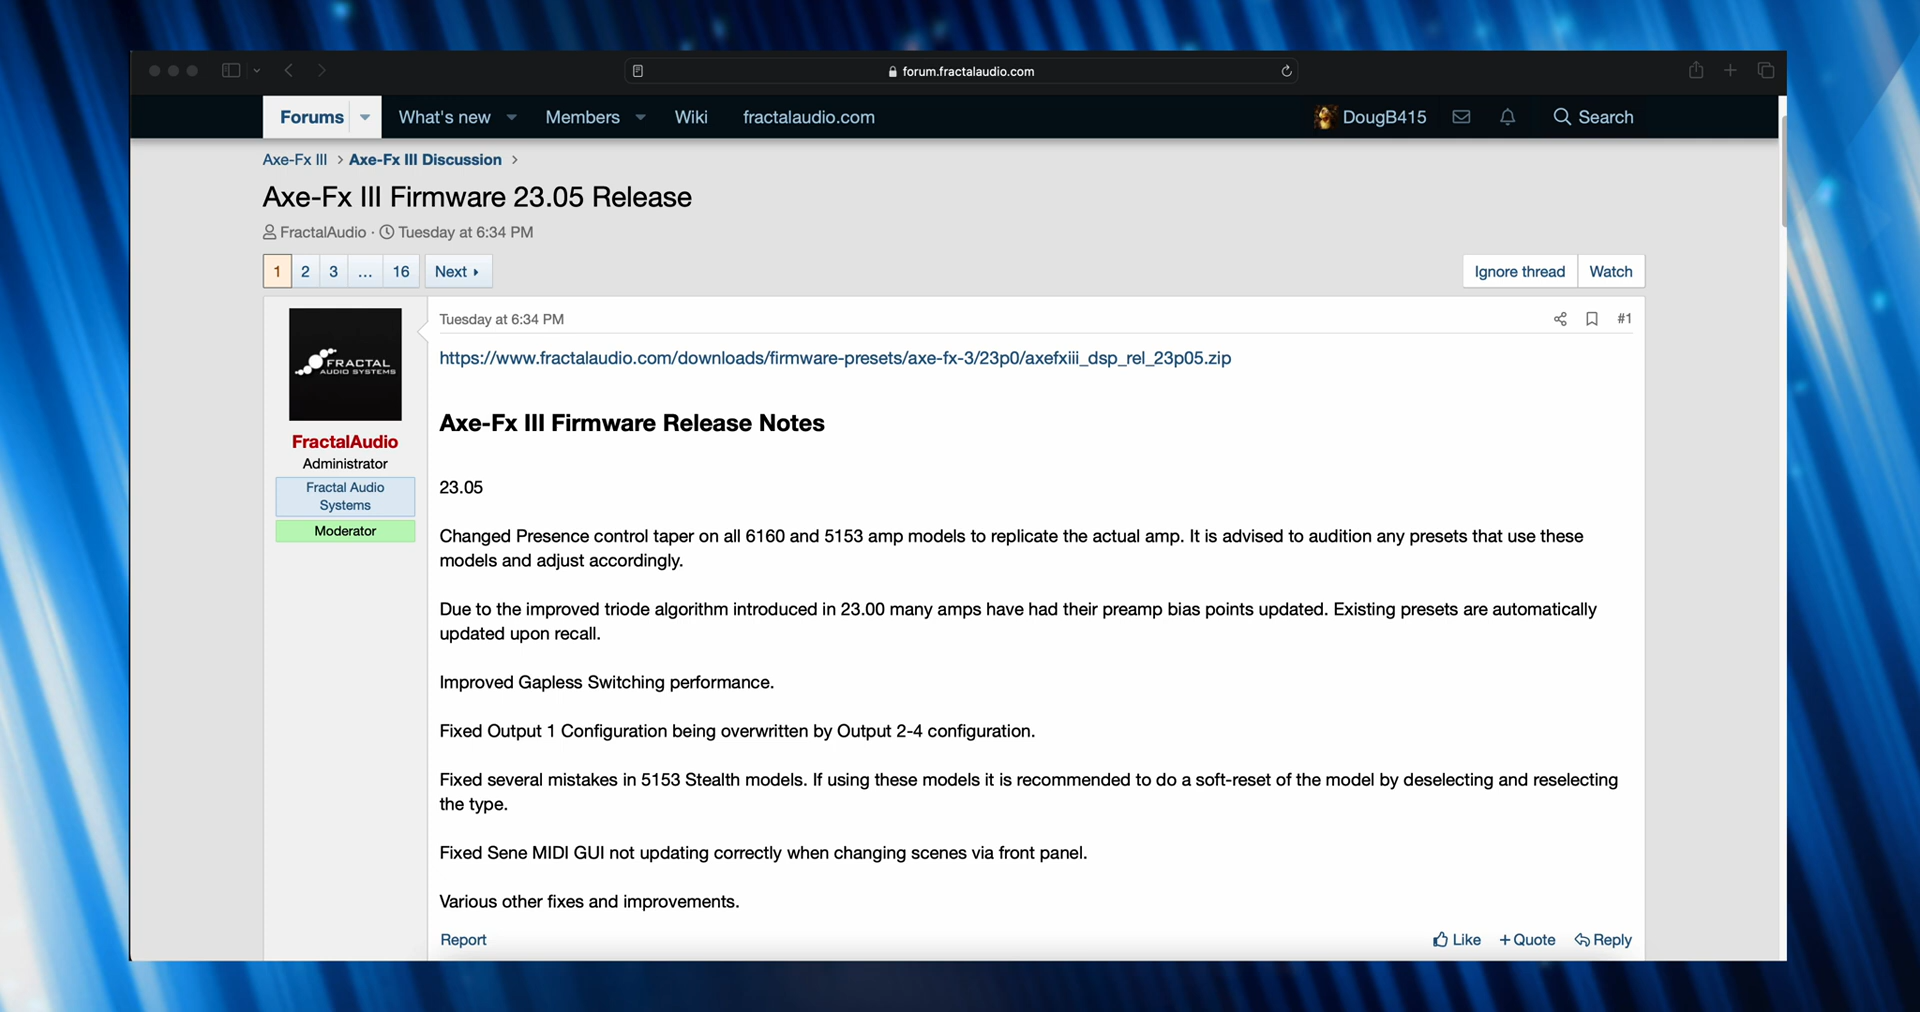 forum.fractalaudio.com
Forums
What's new
Members
Wiki
fractalaudio.com
DougB415
Search
Axe-Fx III
Axe-Fx III Discussion
Axe-Fx III Firmware 23.05 Release
FractalAudio · Tuesday at 6:34 PM
1 2 3 ... 16 Next
Ignore thread
Watch
FRACTAL
AUDIO SYSTEMS
FractalAudio
Administrator
Fractal Audio
Systems
Moderator
Tuesday at 6:34 PM
#1
https://www.fractalaudio.com/downloads/firmware-presets/axe-fx-3/23p0/axefxiii_dsp_rel_23p05.zip
Axe-Fx III Firmware Release Notes
23.05
Changed Presence control taper on all 6160 and 5153 amp models to replicate the actual amp. It is advised to audition any presets that use these
models and adjust accordingly.
Due to the improved triode algorithm introduced in 23.00 many amps have had their preamp bias points updated. Existing presets are automatically
updated upon recall.
Improved Gapless Switching performance.
Fixed Output 1 Configuration being overwritten by Output 2-4 configuration.
Fixed several mistakes in 5153 Stealth models. If using these models it is recommended to do a soft-reset of the model by deselecting and reselecting
the type.
Fixed Sene MIDI GUI not updating correctly when changing scenes via front panel.
Various other fixes and improvements.
Report
Like
+Quote
Reply